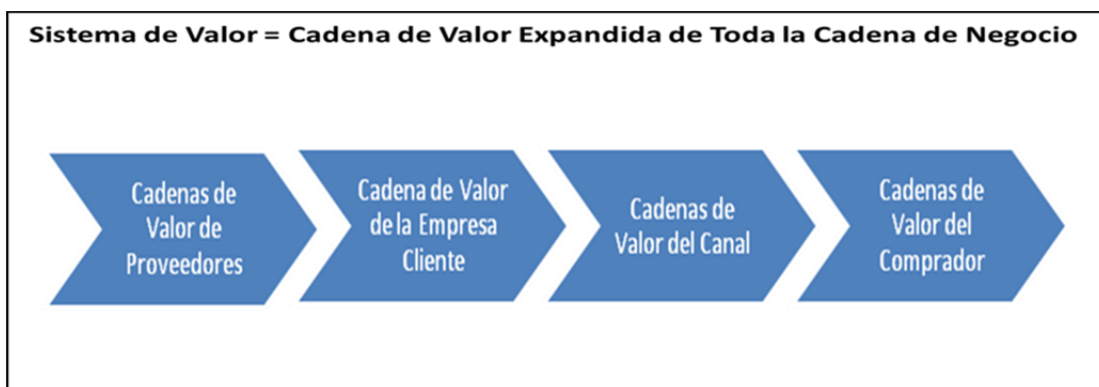 Sistema de Valor = Cadena de Valor Expandida de Toda la Cadena de Negocio
Cadenas de
Valor de
Proveedores
Cadena de Valor
de la Empresa
Cliente
Cadenas de
Valor del Canal
Cadenas de
Valor del
Comprador